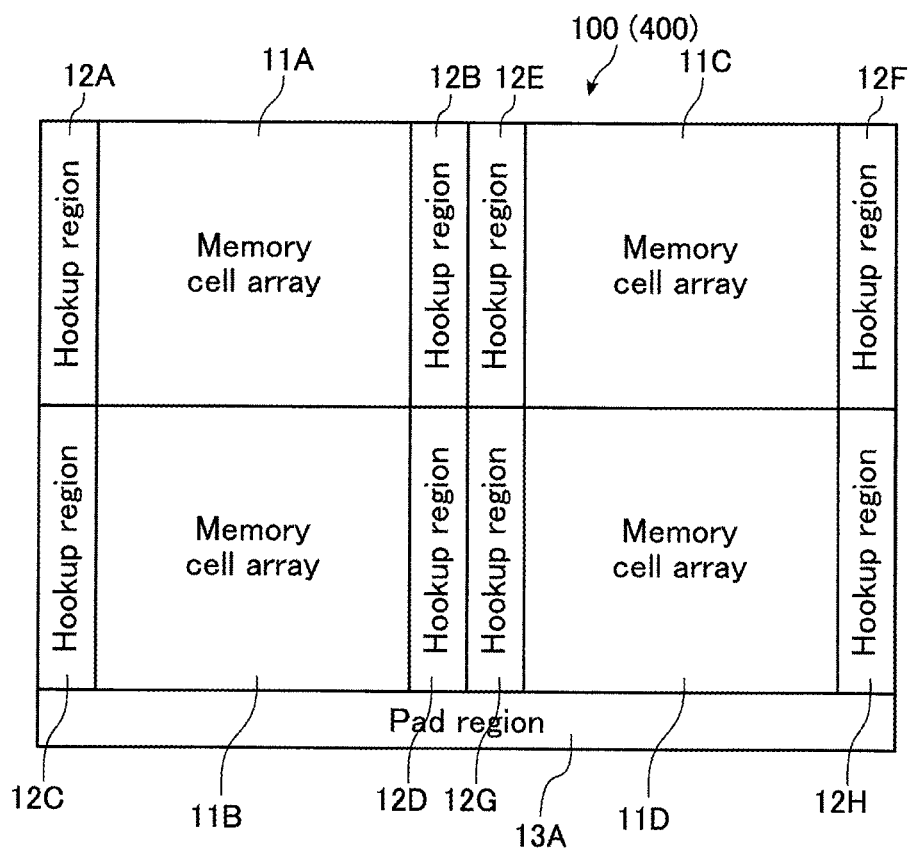 100 (400)
12A
11A
12B
12E
11C
12F
Hookup region
Memory
cell array
Hookup region
Hookup region
Memory
cell array
Hookup region
Hookup region
Memory
cell array
Hookup region
Hookup region
Memory
cell array
Hookup region
Pad region
12C
11B
12D
12G
13A
11D
12H